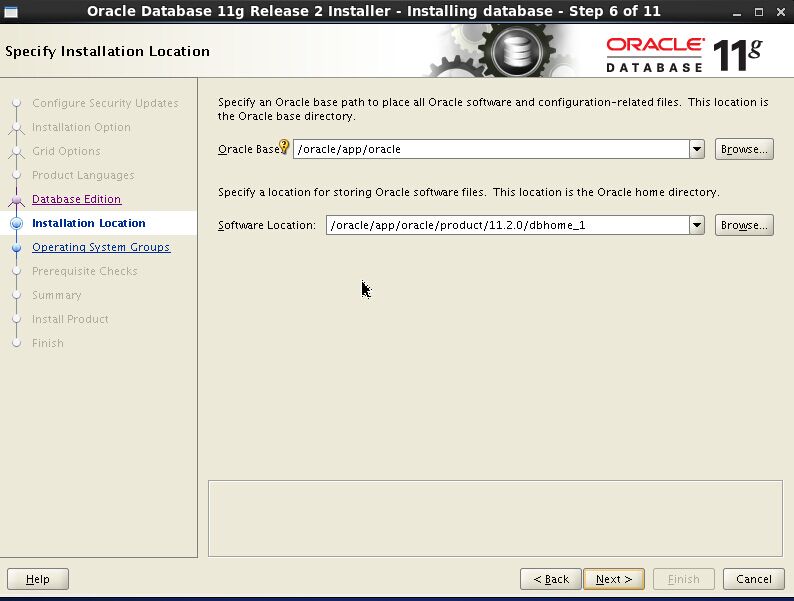 Oracle Database 11g Release 2 Installer - Installing database - Step 6 of 11
Specify Installation Location
ORACLE
DATABASE
11g
Configure Security Updates
Installation Option
Grid Options
Product Languages
Database Edition
Installation Location
Operating System Groups
Prerequisite Checks
Summary
Install Product
Finish
Specify an Oracle base path to place all Oracle software and configuration-related files. This location is
the Oracle base directory.
Oracle Base: /oracle/app/oracle Browse...
Specify a location for storing Oracle software files. This location is the Oracle home directory.
Software Location: /oracle/app/oracle/product/11.2.0/dbhome_1 Browse...
Help < Back Next > Finish Cancel